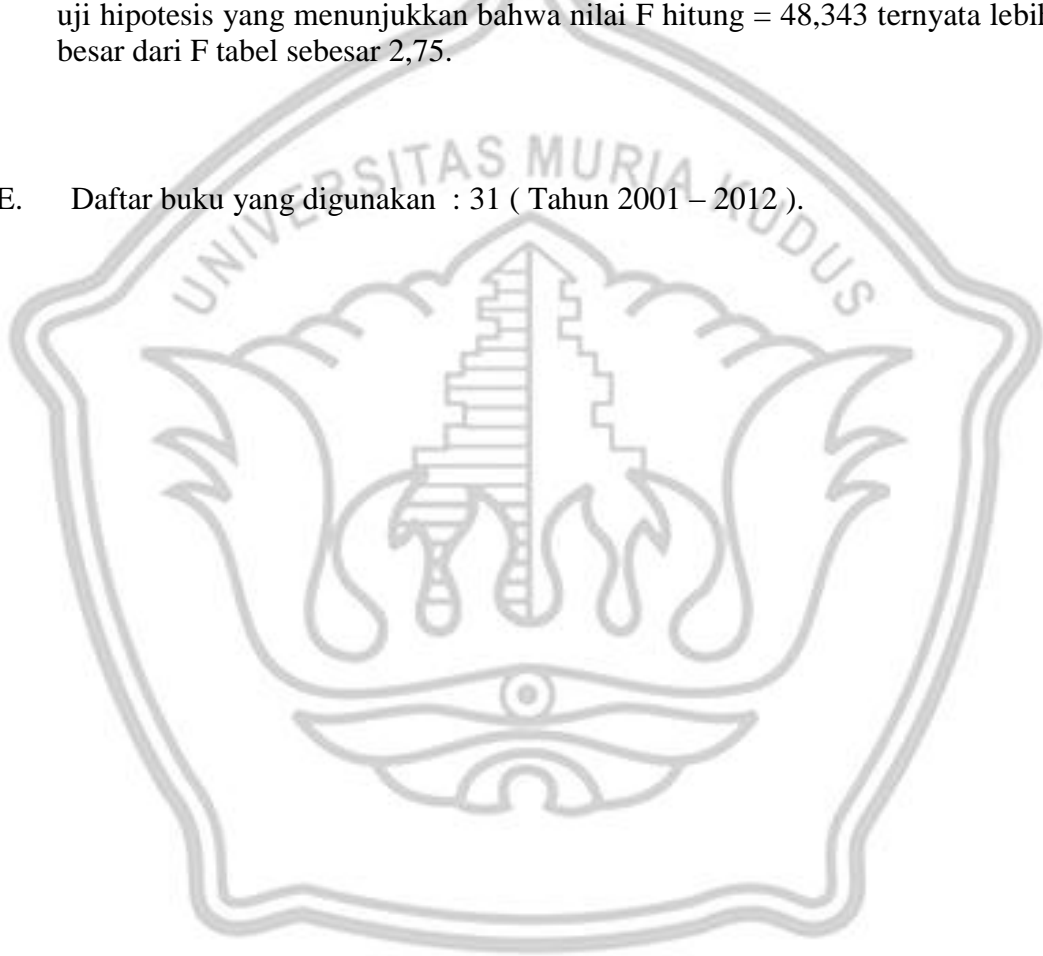 uji hipotesis yang menunjukkan bahwa nilai F hitung = 48,343 ternyata lebih
besar dari F tabel sebesar 2,75.
E. Daftar buku yang digunakan : 31 ( Tahun 2001 – 2012 ).
UNIVERSITAS MURIA KUDUS